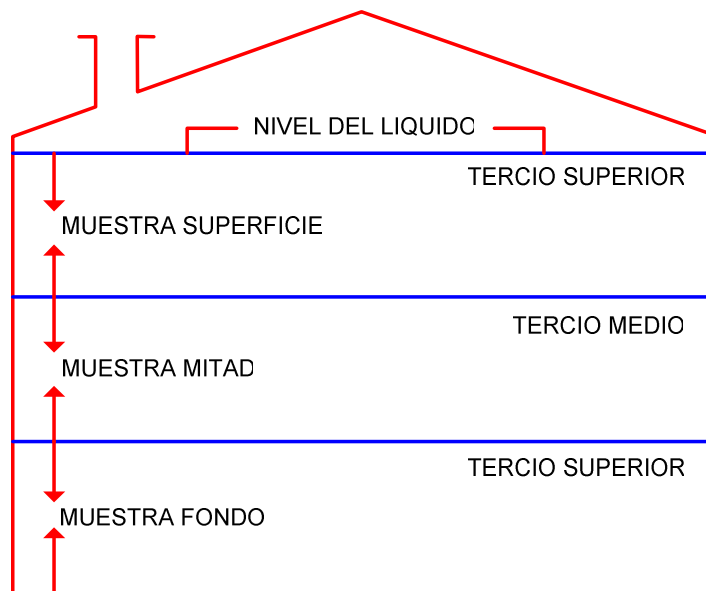 NIVEL DEL LIQUIDO
TERCIO SUPERIOR
MUESTRA SUPERFICIE
TERCIO MEDIO
MUESTRA MITAD
TERCIO SUPERIOR
MUESTRA FONDO